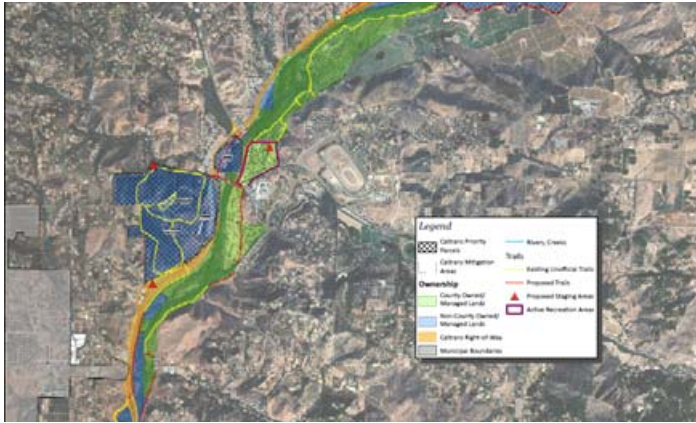 Legend
Caltrans Priority
Parcels
Caltrans Mitigation
Areas
Ownership
County Owned/
Managed Lands
Non-County Owned/
Managed Lands
Caltrans Right-of-Way
Municipal Boundaries
Rivers, Creeks
Trails
Existing Unofficial Trails
Proposed Trails
Proposed Staging Areas
Active Recreation Areas